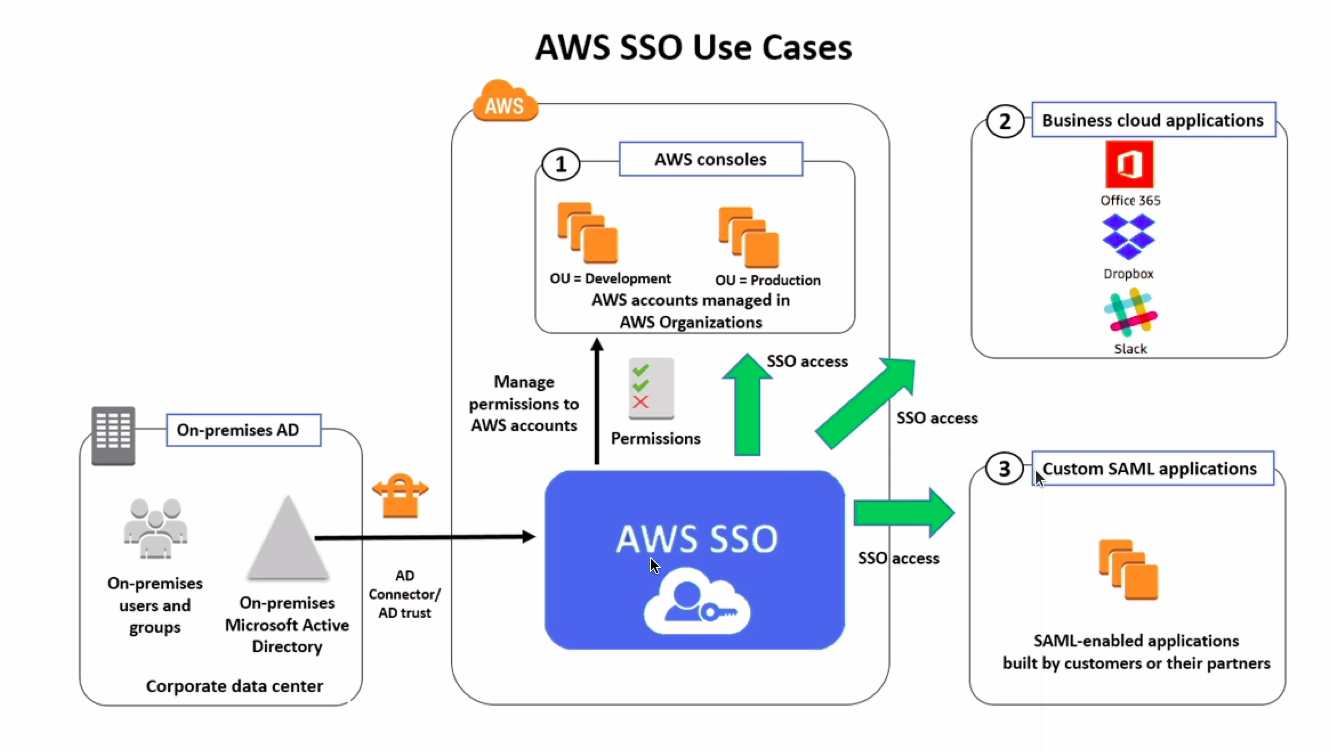 AWS SSO Use Cases
AWS
1
AWS consoles
OU = Development
OU = Production
AWS accounts managed in
AWS Organizations
2
Business cloud applications
Office 365
Dropbox
Slack
Manage
permissions to
AWS accounts
Permissions
SSO access
SSO access
On-premises AD
On-premises
users and
groups
On-premises
Microsoft Active
Directory
Corporate data center
AD
Connector/
AD trust
AWS SSO
SSO access
3
Custom SAML applications
SAML-enabled applications
built by customers or their partners